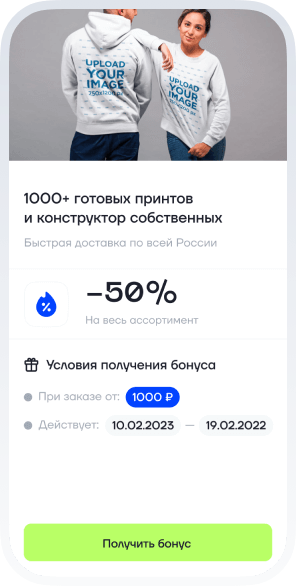 UPLOAD
YOUR
IMAGE
UPLOAD
YOUR
IMAGE
1000+ готовых принтов
и конструктор собственных
Быстрая доставка по всей России
–50%
На весь ассортимент
Условия получения бонуса
При заказе от: 1000 ₽
Действует: 10.02.2023 — 19.02.2022
Получить бонус